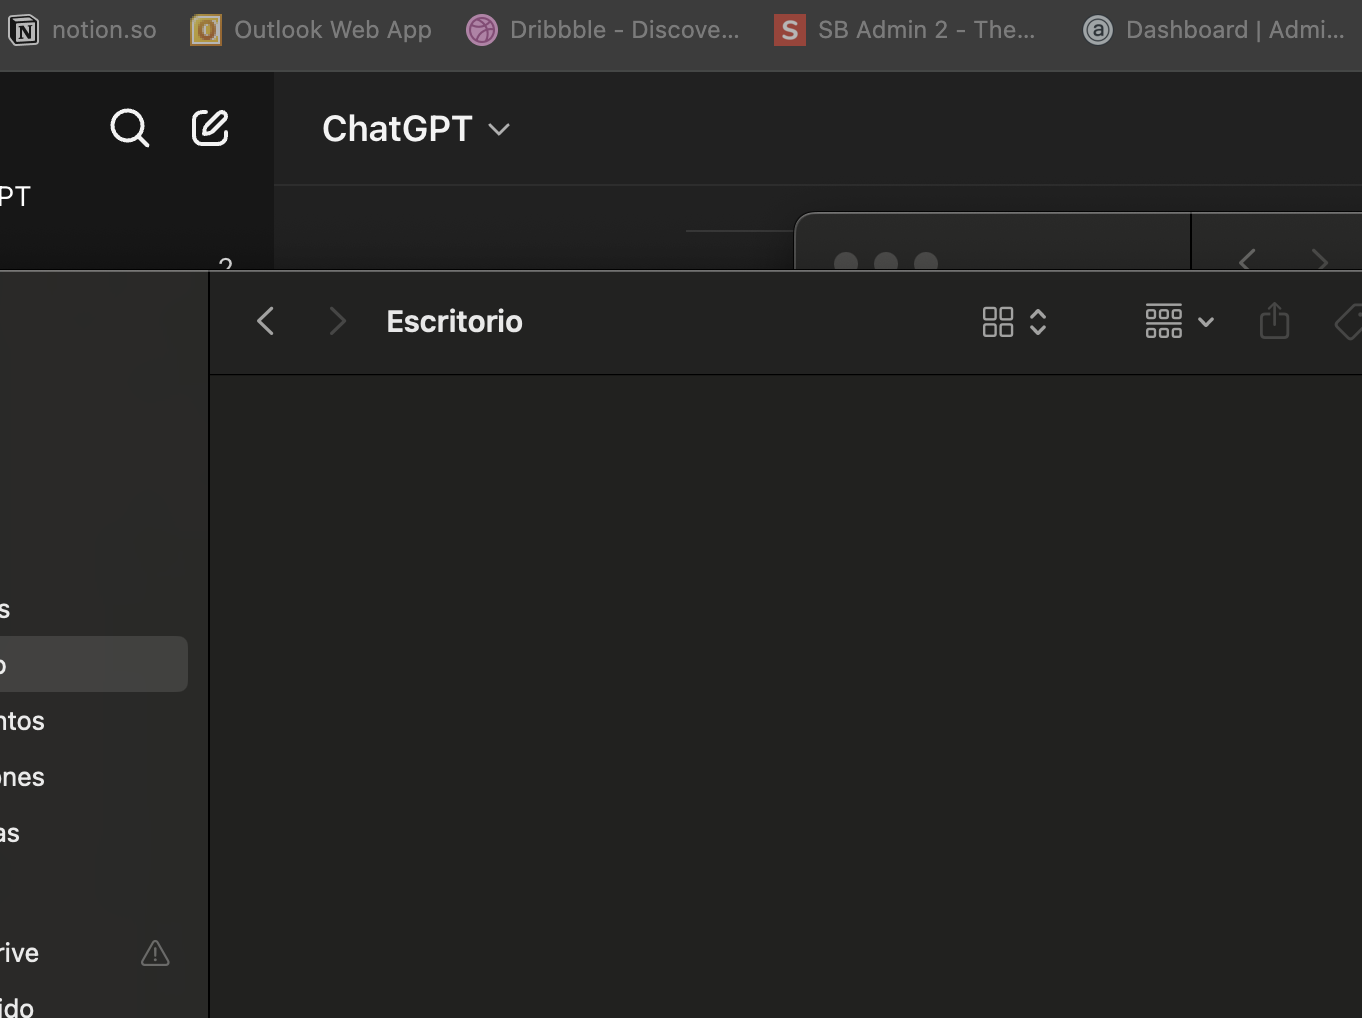 notion.so
Outlook Web App
Dribbble - Discove...
SB Admin 2 - The...
Dashboard | Admi...
ChatGPT
PT
Escritorio
s
o
ntos
ones
as
rive
ido